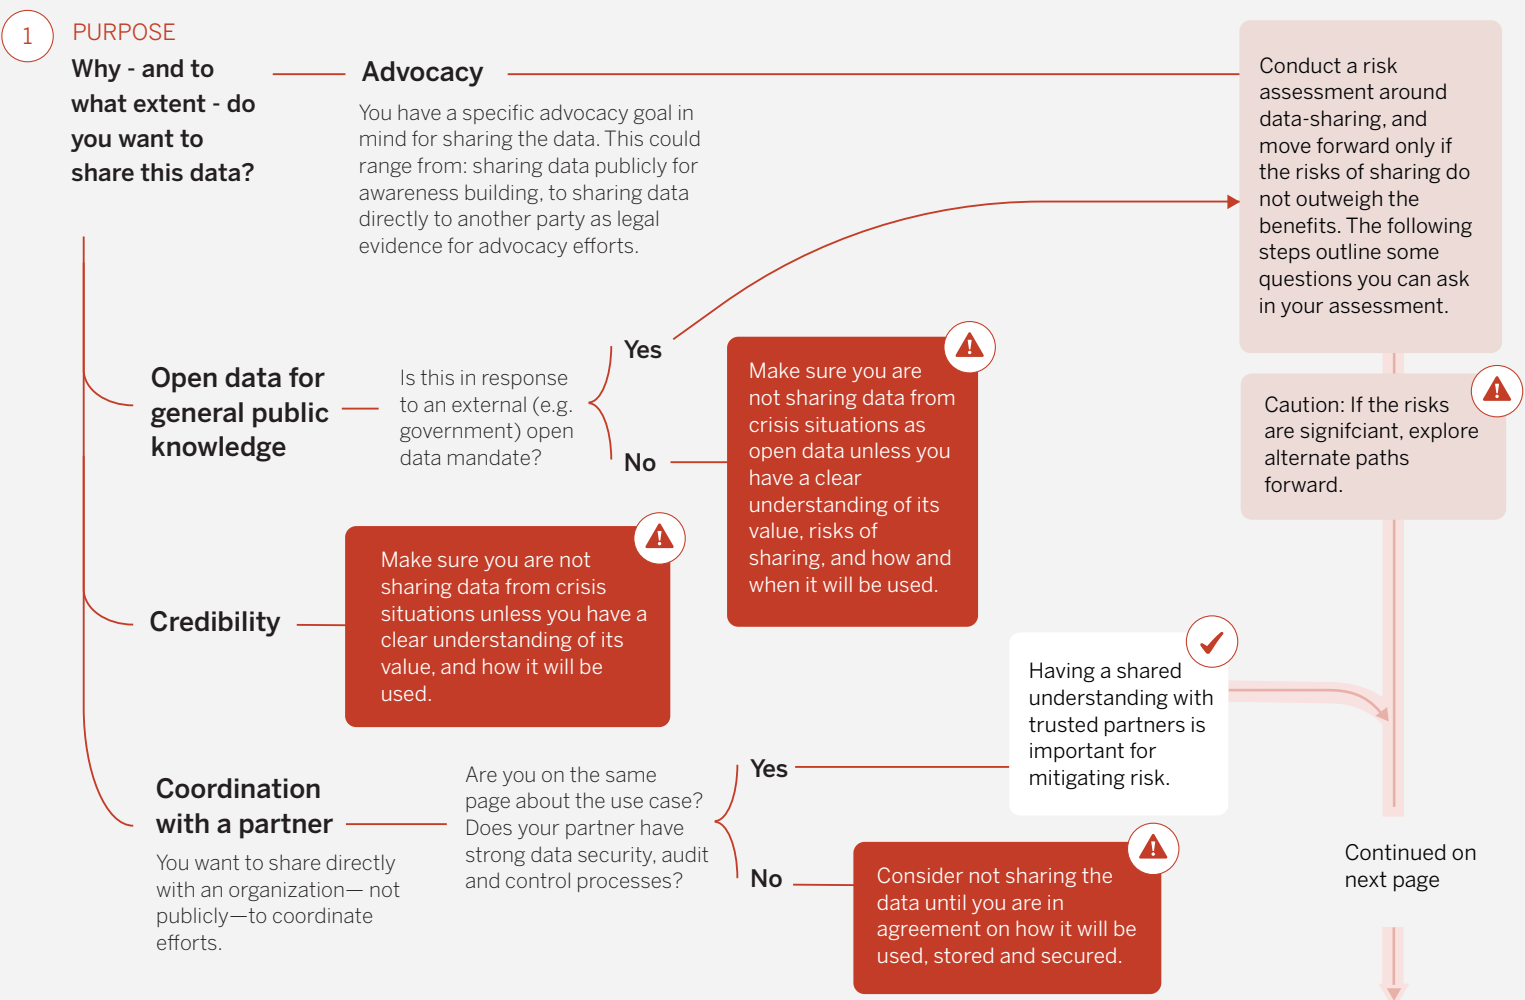 1
PURPOSE
Why - and to
what extent - do
you want to
share this data?
Advocacy
You have a specific advocacy goal in
mind for sharing the data. This could
range from: sharing data publicly for
awareness building, to sharing data
directly to another party as legal
evidence for advocacy efforts.
Conduct a risk
assessment around
data-sharing, and
move forward only if
the risks of sharing do
not outweigh the
benefits. The following
steps outline some
questions you can ask
in your assessment.
Caution: If the risks
are signifciant, explore
alternate paths
forward.
Open data for
general public
knowledge
Is this in response
to an external (e.g.
government) open
data mandate?
Yes
No
Make sure you are
not sharing data from
crisis situations as
open data unless you
have a clear
understanding of its
value, risks of
sharing, and how and
when it will be used.
Credibility
Make sure you are not
sharing data from crisis
situations unless you have a
clear understanding of its
value, and how it will be
used.
Coordination
with a partner
You want to share directly
with an organization— not
publicly—to coordinate
efforts.
Are you on the same
page about the use case?
Does your partner have
strong data security, audit
and control processes?
Yes
Having a shared
understanding with
trusted partners is
important for
mitigating risk.
No
Consider not sharing the
data until you are in
agreement on how it will be
used, stored and secured.
Continued on
next page